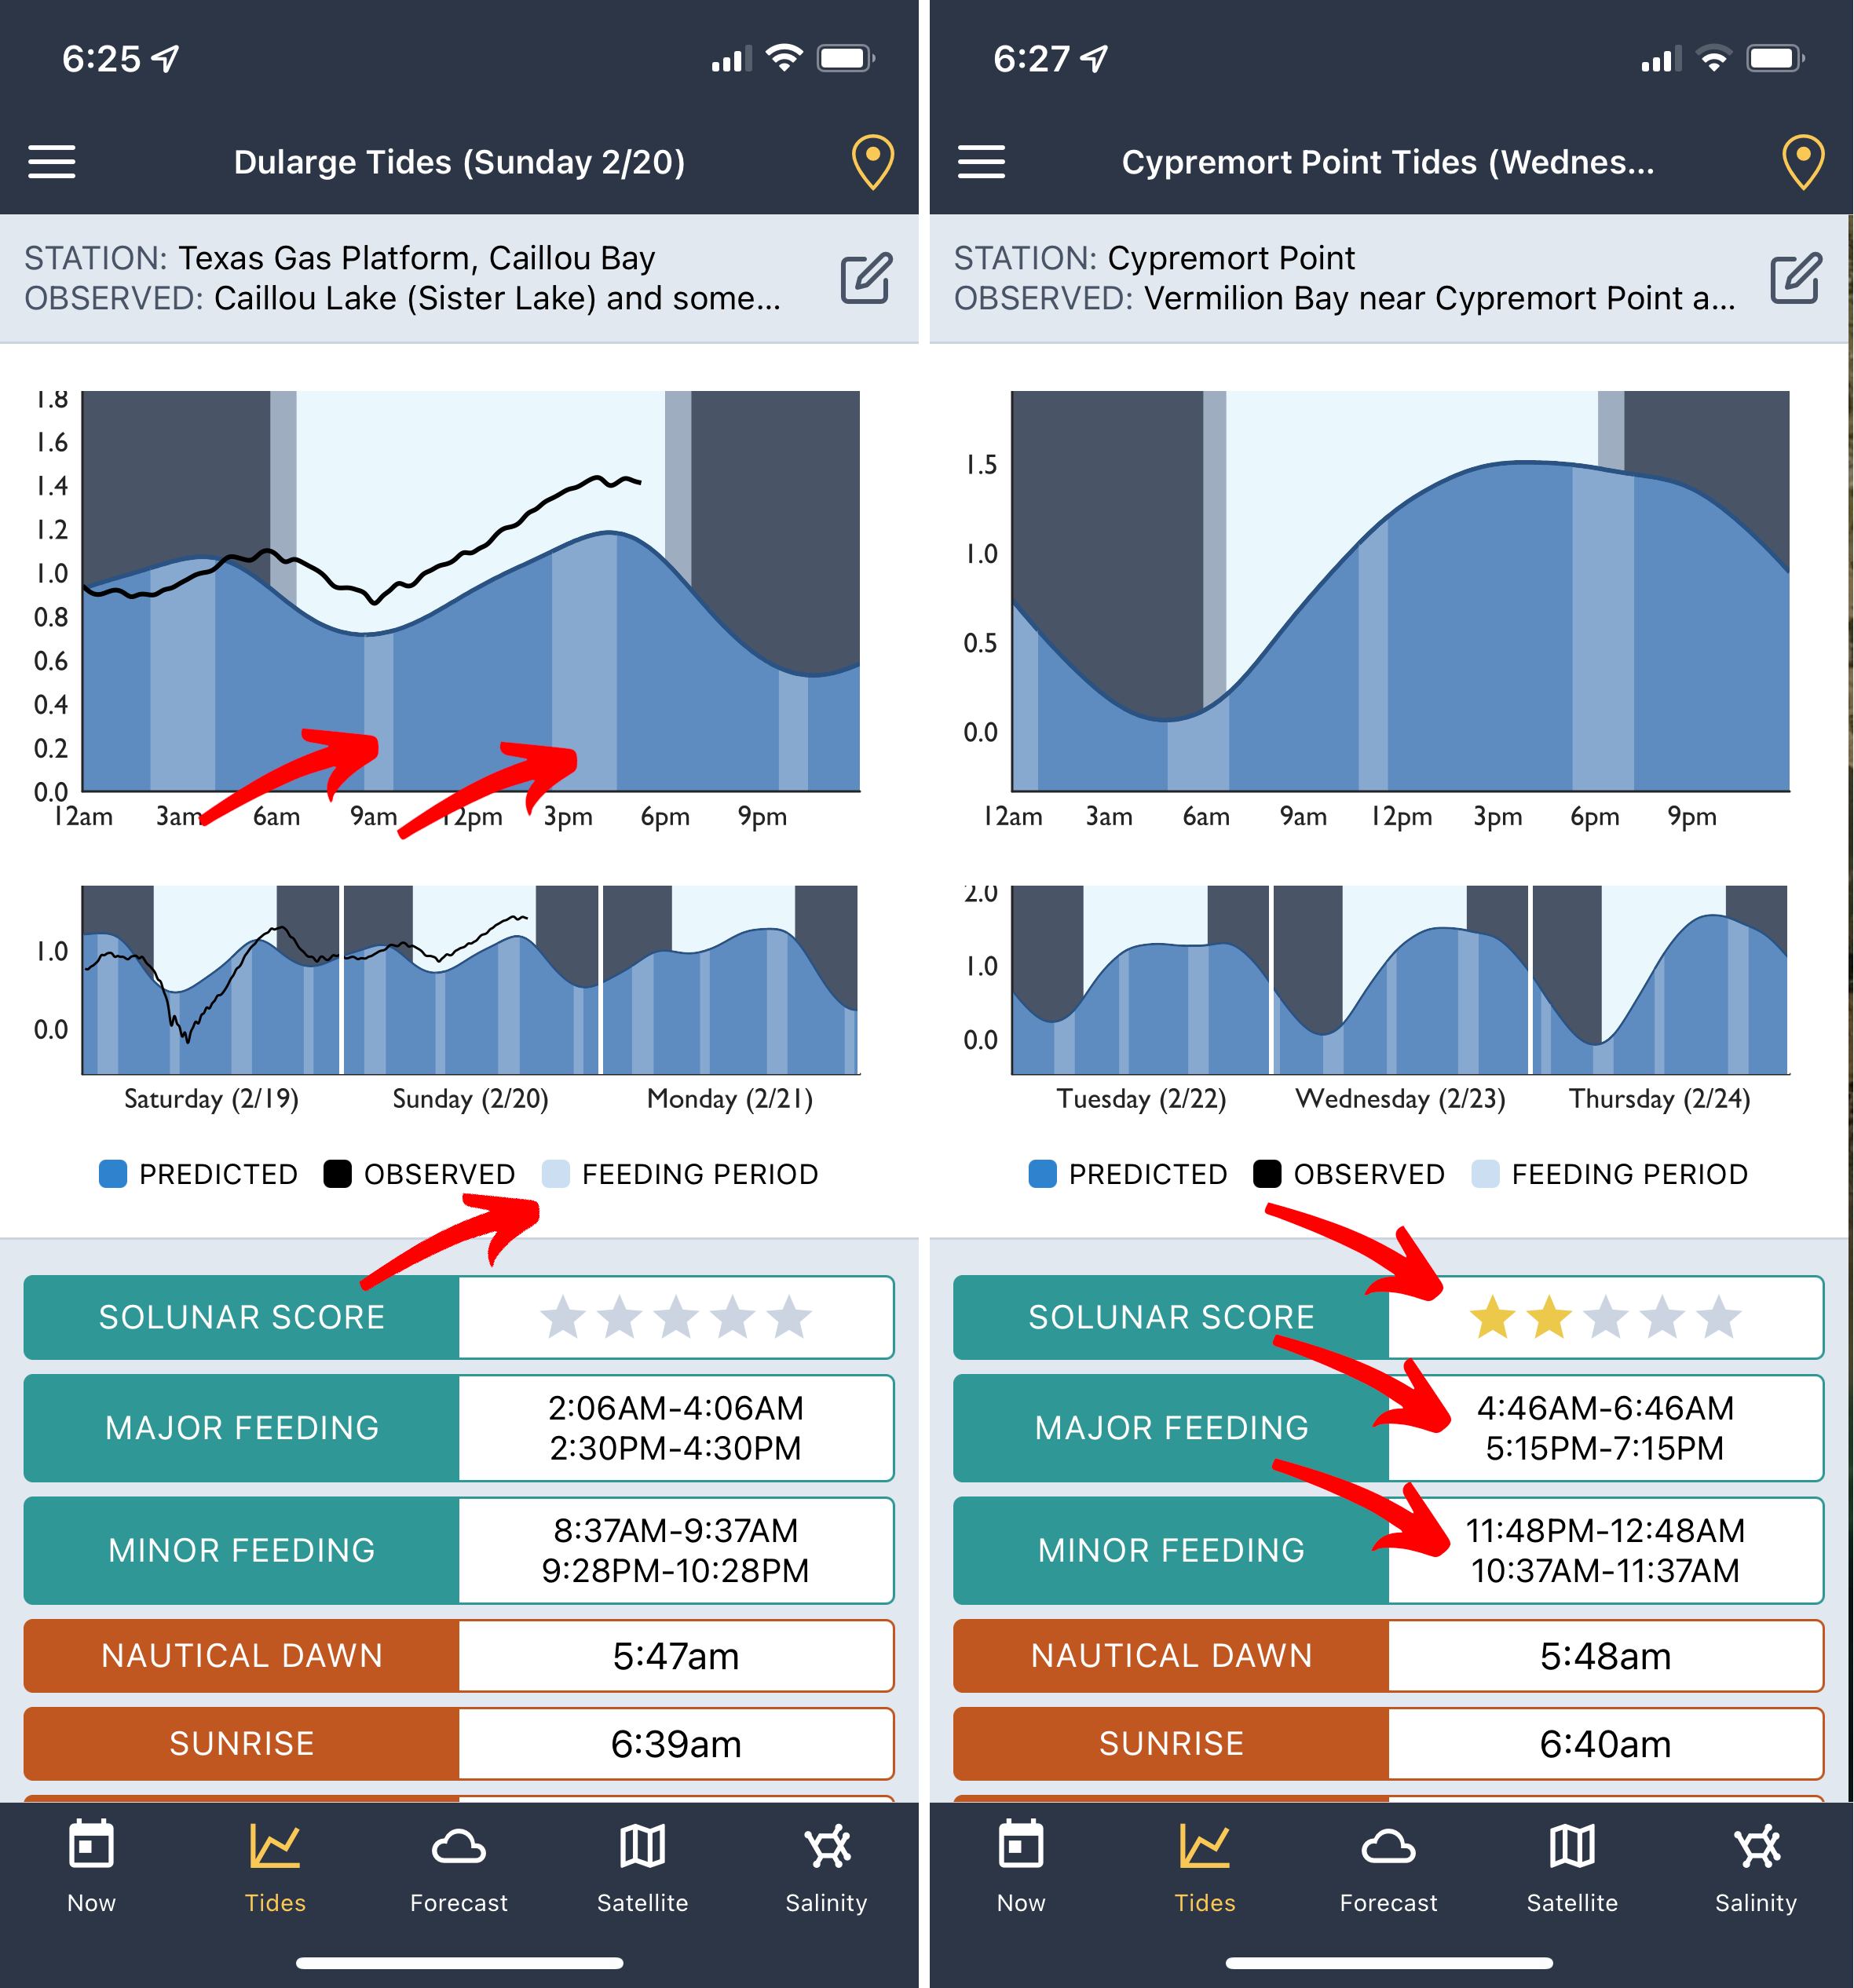 6:25
Dularge Tides (Sunday 2/20)
STATION: Texas Gas Platform, Caillou Bay
OBSERVED: Caillou Lake (Sister Lake) and some...
1.8
1.6
1.4
1.2
1.0
0.8
0.6
0.4
0.2
0.0
12am 3am 6am 9am 12pm 3pm 6pm 9pm
1.0
0.0
Saturday (2/19) Sunday (2/20) Monday (2/21)
PREDICTED OBSERVED FEEDING PERIOD
SOLUNAR SCORE
MAJOR FEEDING
2:06AM-4:06AM
2:30PM-4:30PM
MINOR FEEDING
8:37AM-9:37AM
9:28PM-10:28PM
NAUTICAL DAWN 5:47am
SUNRISE 6:39am
Now Tides Forecast Satellite Salinity
6:27
Cypremort Point Tides (Wednes...
STATION: Cypremort Point
OBSERVED: Vermilion Bay near Cypremort Point a...
1.5
1.0
0.5
0.0
12am 3am 6am 9am 12pm 3pm 6pm 9pm
2.0
1.0
0.0
Tuesday (2/22) Wednesday (2/23) Thursday (2/24)
PREDICTED OBSERVED FEEDING PERIOD
SOLUNAR SCORE
MAJOR FEEDING
4:46AM-6:46AM
5:15PM-7:15PM
MINOR FEEDING
11:48PM-12:48AM
10:37AM-11:37AM
NAUTICAL DAWN 5:48am
SUNRISE 6:40am
Now Tides Forecast Satellite Salinity